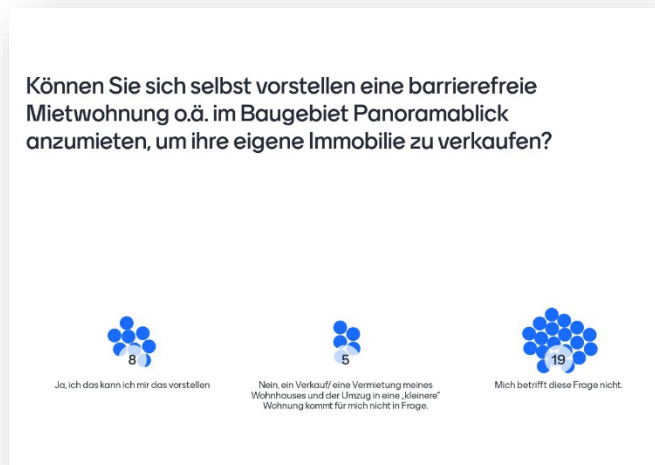 Können Sie sich selbst vorstellen eine barrierefreie
Mietwohnung o.ä. im Baugebiet Panoramablick
anzumieten, um ihre eigene Immobilie zu verkaufen?
8
5
19
Ja, ich das kann ich mir das vorstellen
Nein, ein Verkauf/ eine Vermietung meines
Wohnhauses und der Umzug in eine „kleinere"
Wohnung kommt für mich nicht in Frage.
Mich betrifft diese Frage nicht.